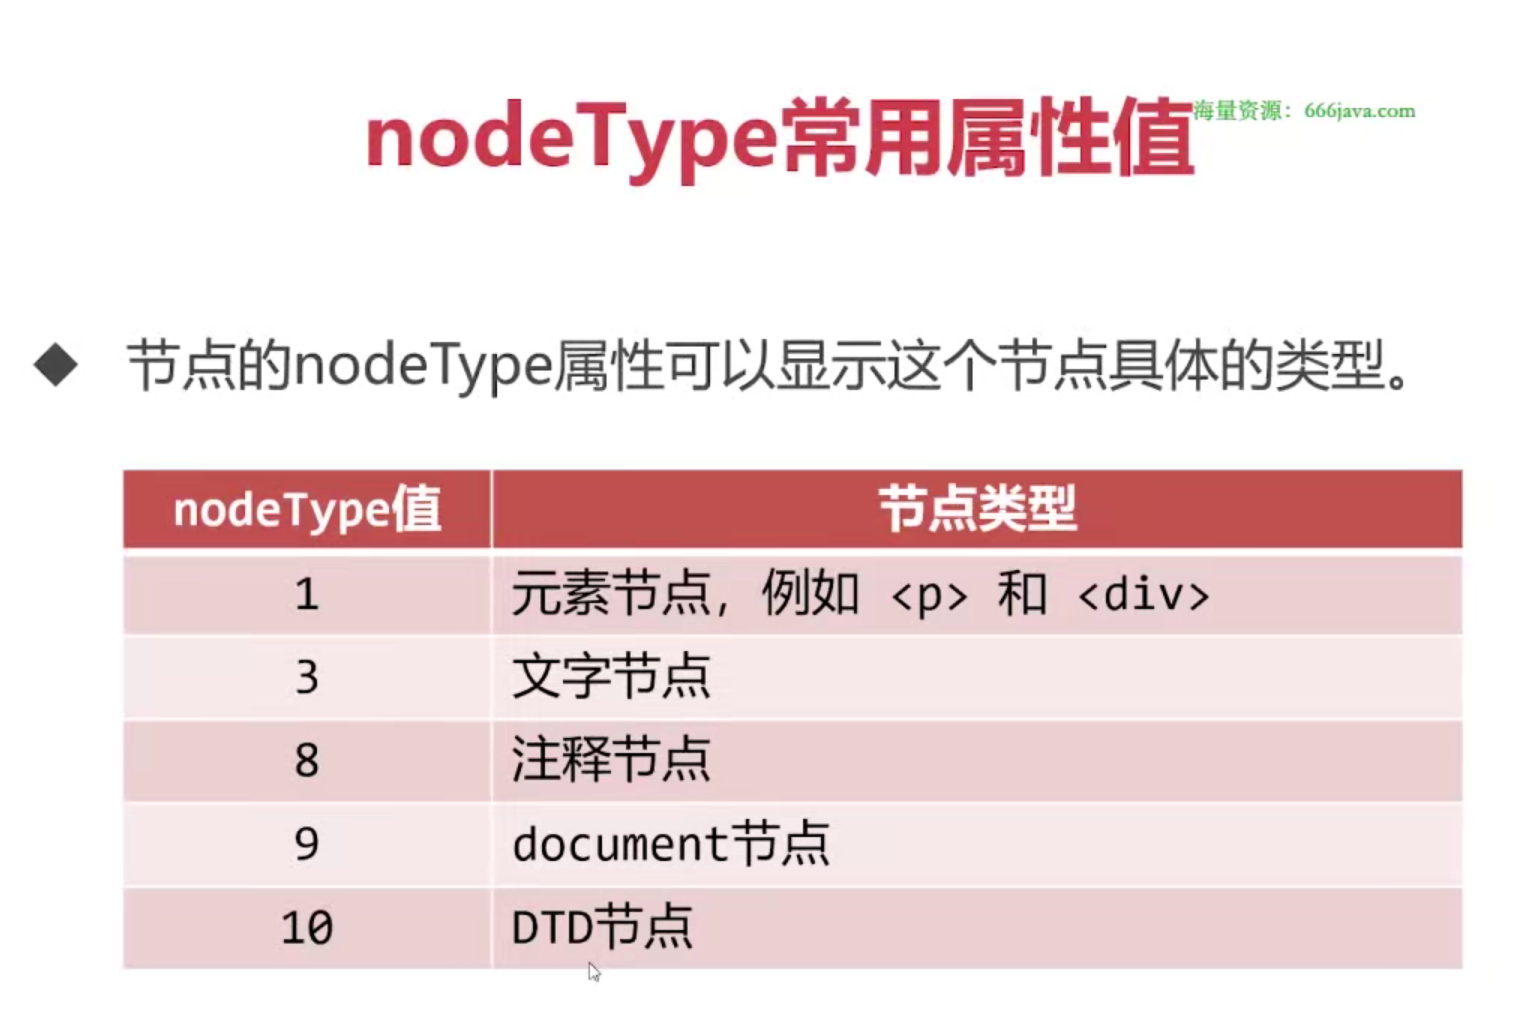 nodeType常用属性值
海量资源：666java.com
◆ 节点的nodeType属性可以显示这个节点具体的类型。
nodeType值 节点类型
1 元素节点，例如 <p> 和 <div>
3 文字节点
8 注释节点
9 document节点
10 DTD节点